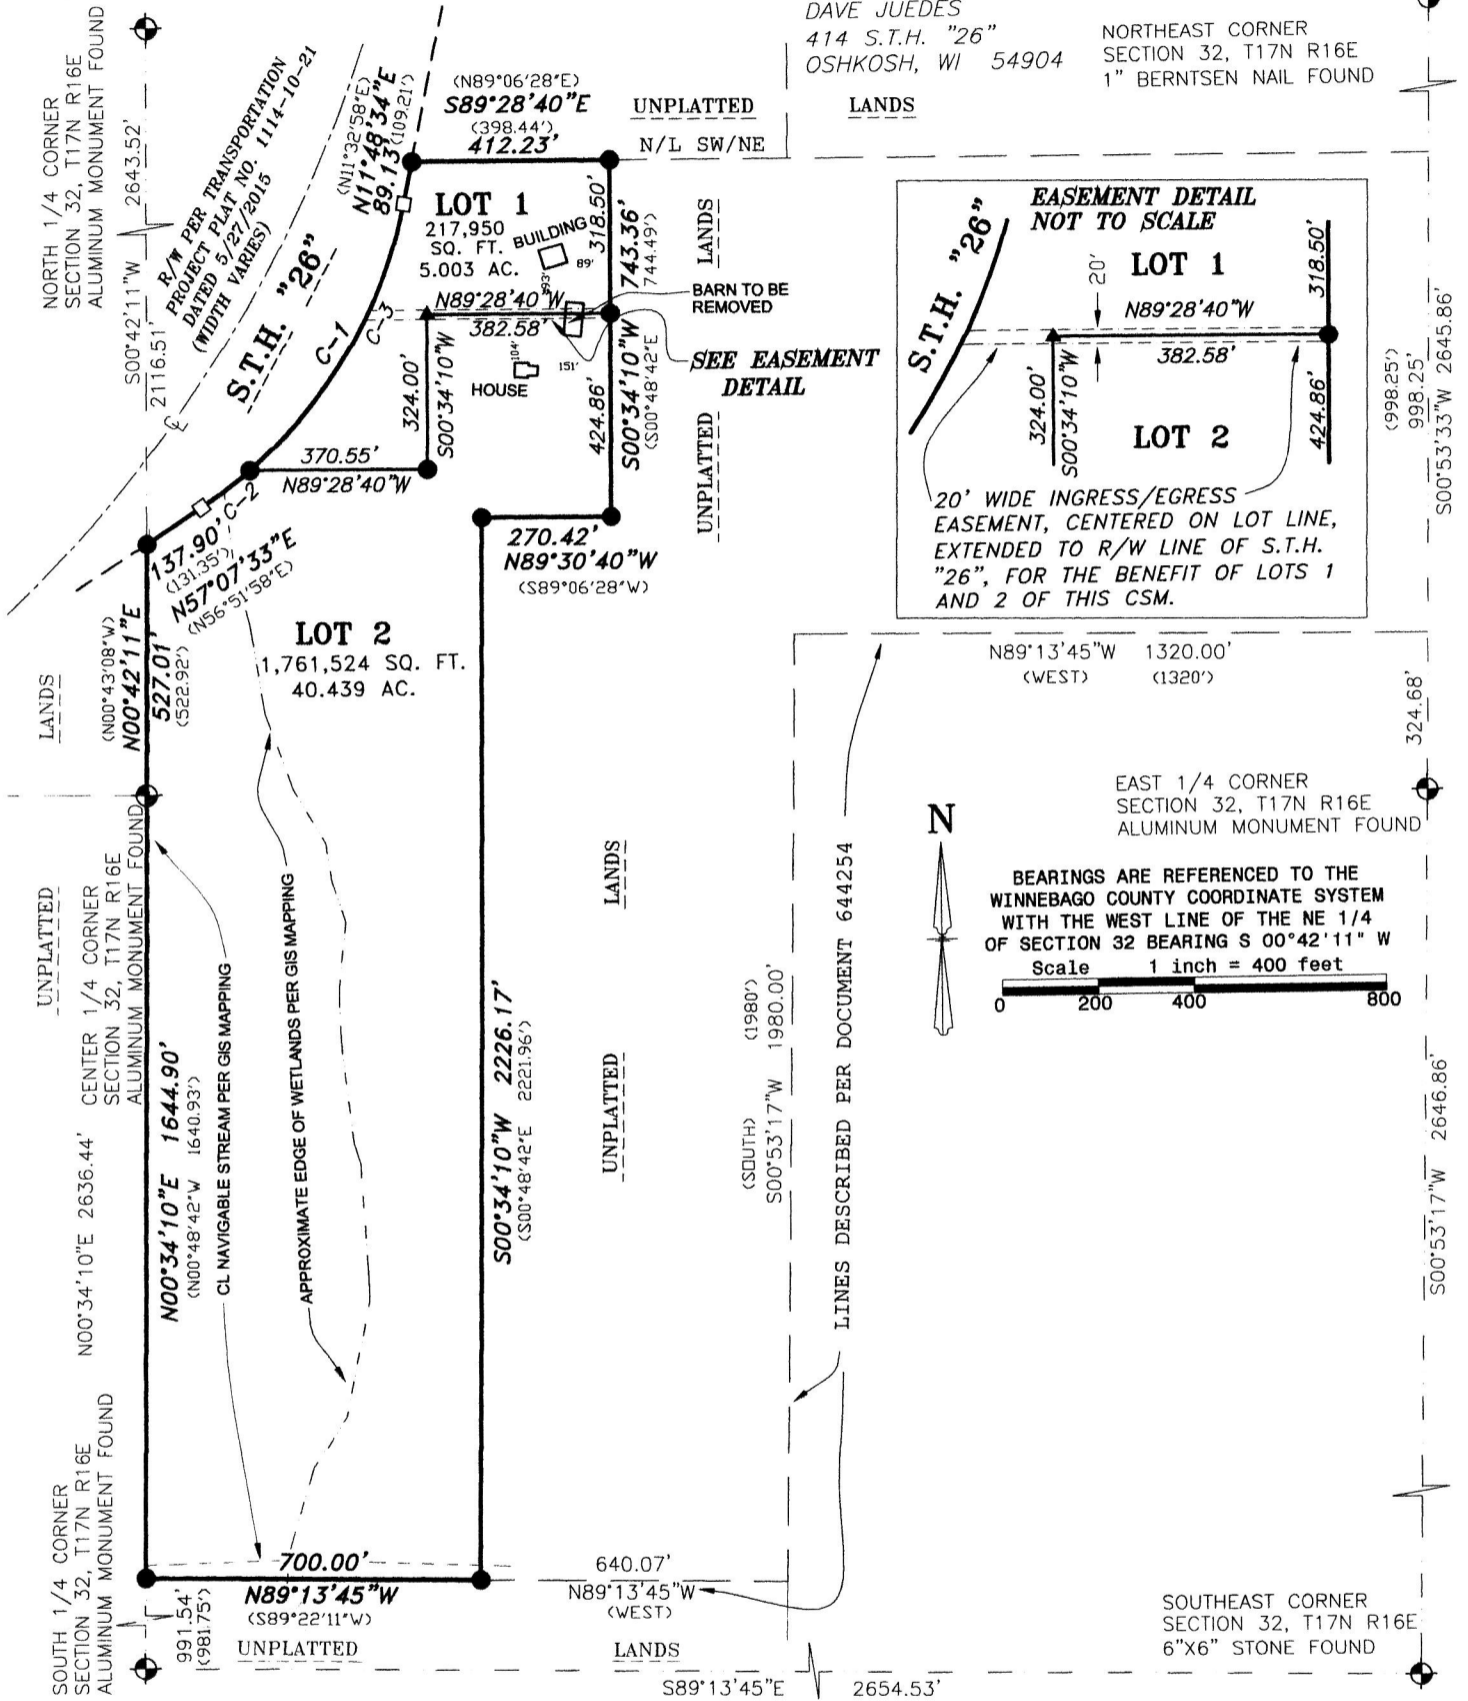 DAVE JUEDES
414 S.T.H. "26"
OSHKOSH, WI 54904
NORTHEAST CORNER
SECTION 32, T17N R16E
1" BERNTSEN NAIL FOUND
NORTH 1/4 CORNER
SECTION 32, T17N R16E
ALUMINUM MONUMENT FOUND
S00°42'11"W 2643.52'
2116.51'
R/W PER TRANSPORTATION
PROJECT PLAT NO. 1114-10-21
DATED 5/27/2015
(WIDTH VARIES)
S.T.H. "26"
(N11°32'58"E)
N11°48'34"E
89.13'
(109.21')
(N89°06'28"E)
S89°28'40"E
(398.44')
412.23'
UNPLATTED
LANDS
N/L SW/NE
LOT 1
217,950
SQ. FT.
5.003 AC.
BUILDING
89'
93'
318.50'
743.36'
744.49'
LANDS
BARN TO BE
REMOVED
C-1
C-3
N89°28'40"W
382.58'
104'
151'
HOUSE
324.00'
S00°34'10"W
424.86'
S00°34'10"W
(S00°48'42"E
SEE EASEMENT
DETAIL
UNPLATTED
370.55'
N89°28'40"W
C-2
137.90'
(131.35')
N57°07'33"E
(N56°51'58"E)
270.42'
N89°30'40"W
(S89°06'28"W)
EASEMENT DETAIL
NOT TO SCALE
S.T.H. "26"
20'
LOT 1
318.50'
N89°28'40"W
382.58'
324.00'
S00°34'10"W
LOT 2
424.86'
20' WIDE INGRESS/EGRESS
EASEMENT, CENTERED ON LOT LINE,
EXTENDED TO R/W LINE OF S.T.H.
"26", FOR THE BENEFIT OF LOTS 1
AND 2 OF THIS CSM.
(998.25')
998.25'
S00°53'33"W 2645.86'
LOT 2
1,761,524 SQ. FT.
40.439 AC.
LANDS
(N00°43'08"W)
N00°42'11"E
527.01'
(522.92')
N89°13'45"W 1320.00'
(WEST) (1320')
324.68'
EAST 1/4 CORNER
SECTION 32, T17N R16E
ALUMINUM MONUMENT FOUND
N
BEARINGS ARE REFERENCED TO THE
WINNEBAGO COUNTY COORDINATE SYSTEM
WITH THE WEST LINE OF THE NE 1/4
OF SECTION 32 BEARING S 00°42'11" W
Scale 1 inch = 400 feet
0 200 400 800
UNPLATTED
CENTER 1/4 CORNER
SECTION 32, T17N R16E
ALUMINUM MONUMENT FOUND
N00°34'10"E 2636.44'
N00°34'10"E 1644.90'
(N00°48'42"W 1640.93')
CL NAVIGABLE STREAM PER GIS MAPPING
APPROXIMATE EDGE OF WETLANDS PER GIS MAPPING
S00°34'10"W 2226.17'
(S00°48'42"E 2221.96')
LANDS
UNPLATTED
(SOUTH) (1980')
S00°53'17"W 1980.00'
LINES DESCRIBED PER DOCUMENT 644254
S00°53'17"W 2646.86'
SOUTH 1/4 CORNER
SECTION 32, T17N R16E
ALUMINUM MONUMENT FOUND
991.54'
(981.75')
700.00'
N89°13'45"W
(S89°22'11"W)
UNPLATTED
LANDS
640.07'
N89°13'45"W
(WEST)
SOUTHEAST CORNER
SECTION 32, T17N R16E
6"X6" STONE FOUND
S89°13'45"E 2654.53'